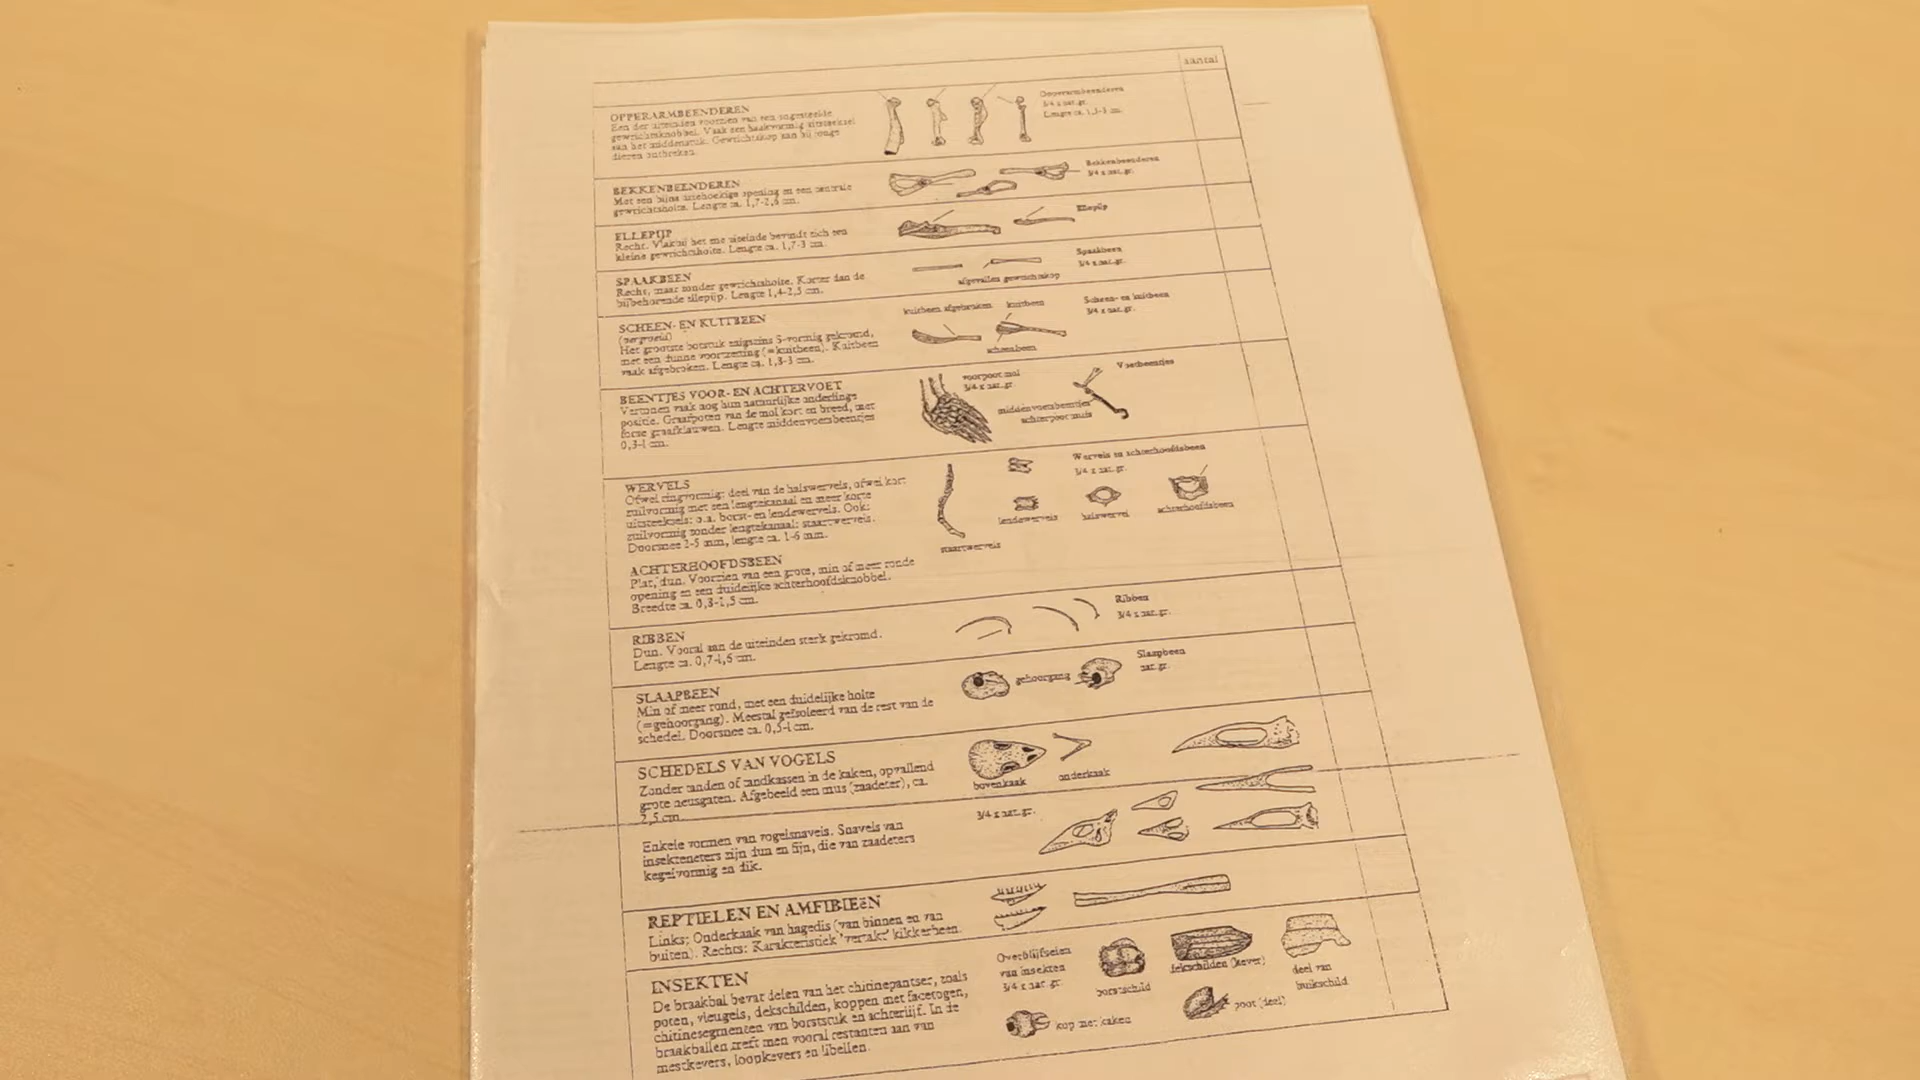 aantal
OPPERARMBEENDEREN
Een der uiteinden voorzien van een
gewrichtsknobbel. Vaak een haakvormig uitsteeksel
aan het middenstuk. Gewrichtskop kan bij jonge
dieren ontbreken.
Opperarmbeenderen
3/4 x nat.gr.
Lengte ca. 1,5-3 cm.
BEKKENBEENDEREN
Met een bijna driehoekige opening en een centrale
gewrichtsholte. Lengte ca. 1,7-2,6 cm.
Bekkenbeenderen
3/4 x nat.gr.
ELLEPIJP
Recht. Vlakbij het ene uiteinde bevindt zich een
kleine gewrichtsholte. Lengte ca. 1,7-3 cm.
Ellepijp
SPAAKBEEN
Recht, maar zonder gewrichtsholte. Korter dan de
bijbehorende ellepijp. Lengte 1,4-2,5 cm.
afgevallen gewrichtskop
Spaakbeen
3/4 x nat.gr.
SCHEEN- EN KUITBEEN
(vergroeid)
Het grootste botstuk enigszins S-vormig gekromd,
met een dunne voortzetting (=kuitbeen). Kuitbeen
vaak afgebroken. Lengte ca. 1,8-3 cm.
kuitbeen afgebroken
kuitbeen
scheenbeen
Scheen- en kuitbeen
3/4 x nat.gr.
BEENTJES VOOR- EN ACHTERVOET
Vertonen vaak nog hun natuurlijke onderlinge
positie. Graafpoten van de mol kort en breed, met
forse graafklauwen. Lengte middenvoetsbeentjes
0,3-1 cm.
voorpoot mol
3/4 x nat.gr.
middenvoetsbeentjes
achterpoot muis
Voetbeentjes
WERVELS
Ofwel ringvormig: deel van de halswervels, ofwel kort
zuilvormig met een lengtekanaal en meer korte
uitsteeksels: o.a. borst- en lendewervels. Ook:
zuilvormig zonder lengtekanaal: staartwervels.
Doorsnee 2-5 mm, lengte ca. 1-6 mm.
Wervels en achterhoofdsbeen
3/4 x nat.gr.
staartwervels
lendewervels
halswervel
achterhoofdsbeen
ACHTERHOOFDSBEEN
Plat, dun. Voorzien van een grote, min of meer ronde
opening en een duidelijke achterhoofdsknobbel.
Breedte ca. 0,8-1,5 cm.
RIBBEN
Dun. Vooral aan de uiteinden sterk gekromd.
Lengte ca. 0,7-1,6 cm.
Ribben
3/4 x nat.gr.
SLAAPBEEN
Min of meer rond, met een duidelijke holte
(=gehoorgang). Meestal geïsoleerd van de rest van de
schedel. Doorsnee ca. 0,5-1 cm.
gehoorgang
Slaapbeen
nat.gr.
SCHEDELS VAN VOGELS
Zonder tanden of tandkassen in de kaken, opvallend
grote neusgaten. Afgebeeld een mus (zaadeter), ca.
2,5 cm.
bovenkaak
onderkaak
3/4 x nat.gr.
Enkele vormen van vogelsnavels. Snavels van
insekteneters zijn dun en fijn, die van zaadeters
kegelvormig en dik.
REPTIELEN EN AMFIBIEËN
Links: Onderkaak van hagedis (van binnen en van
buiten). Rechts: Karakteristiek 'vertakt' kikkerbeen.
INSEKTEN
De braakbal bevat delen van het chitinepantser, zoals
poten, vleugels, dekschilden, koppen met facetogen,
chitinesegmenten van borststuk en achterlijf. In de
braakballen treft men vooral restanten aan van
mestkevers, loopkevers en libellen.
Overblijfselen
van insekten
3/4 x nat.gr.
borstschild
dekschilden (kever)
deel van
buikschild
kop met kaken
poot (deel)